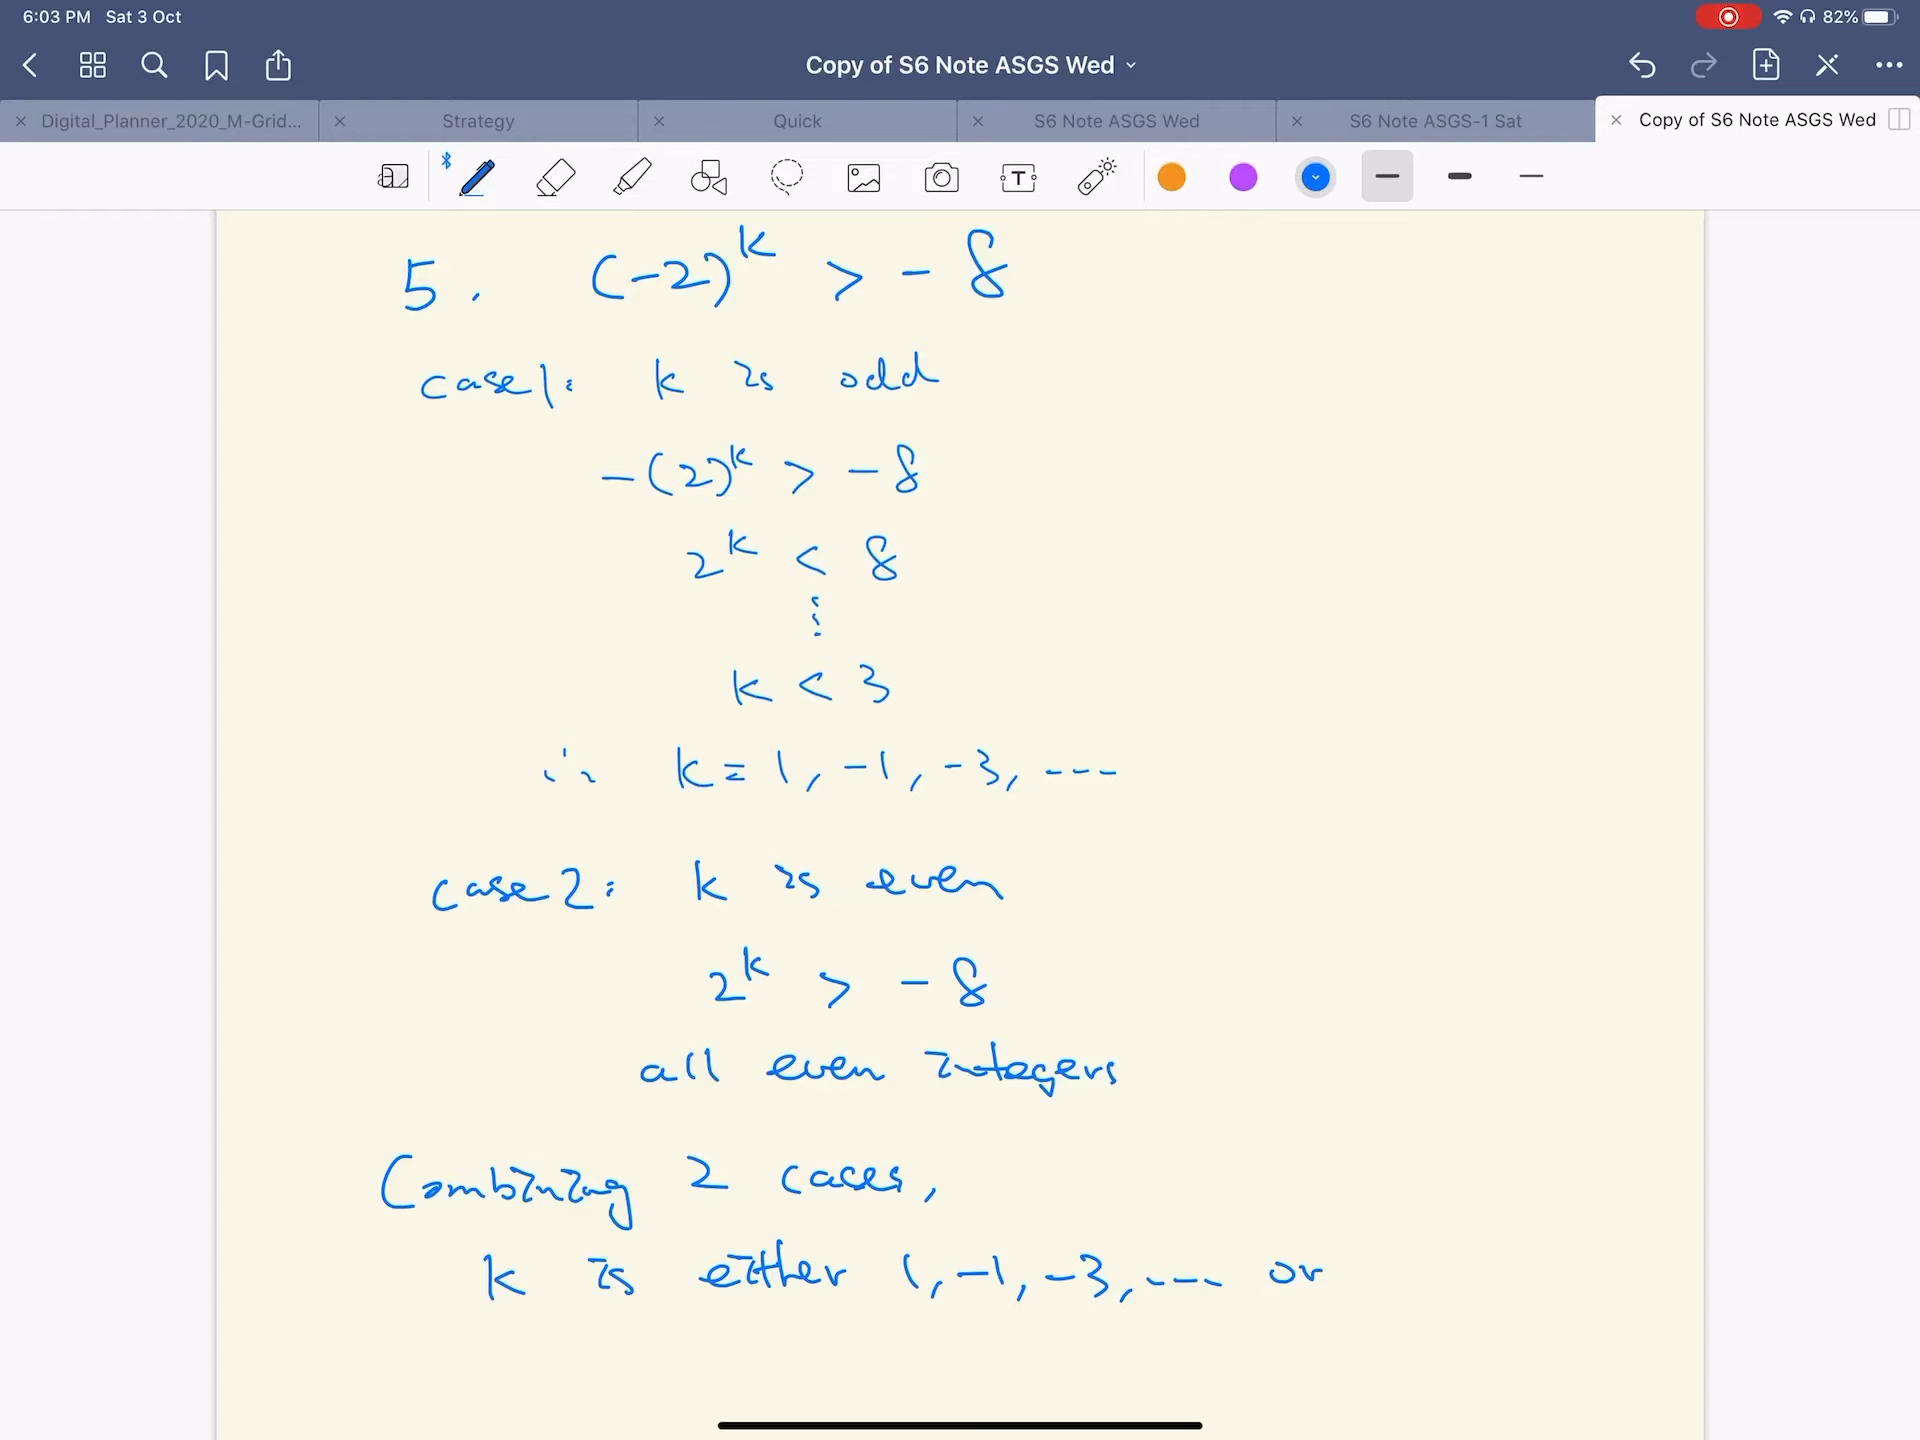 6:03 PM Sat 3 Oct 82%
Copy of S6 Note ASGS Wed
Digital_Planner_2020_M-Grid... Strategy Quick S6 Note ASGS Wed S6 Note ASGS-1 Sat Copy of S6 Note ASGS Wed
5. (-2)^k > -8
case 1: k is odd
-(2)^k > -8
2^k < 8
⋮
k < 3
∴ k = 1, -1, -3, ---
case 2: k is even
2^k > -8
all even integers
Combining 2 cases,
k is either 1, -1, -3, --- or